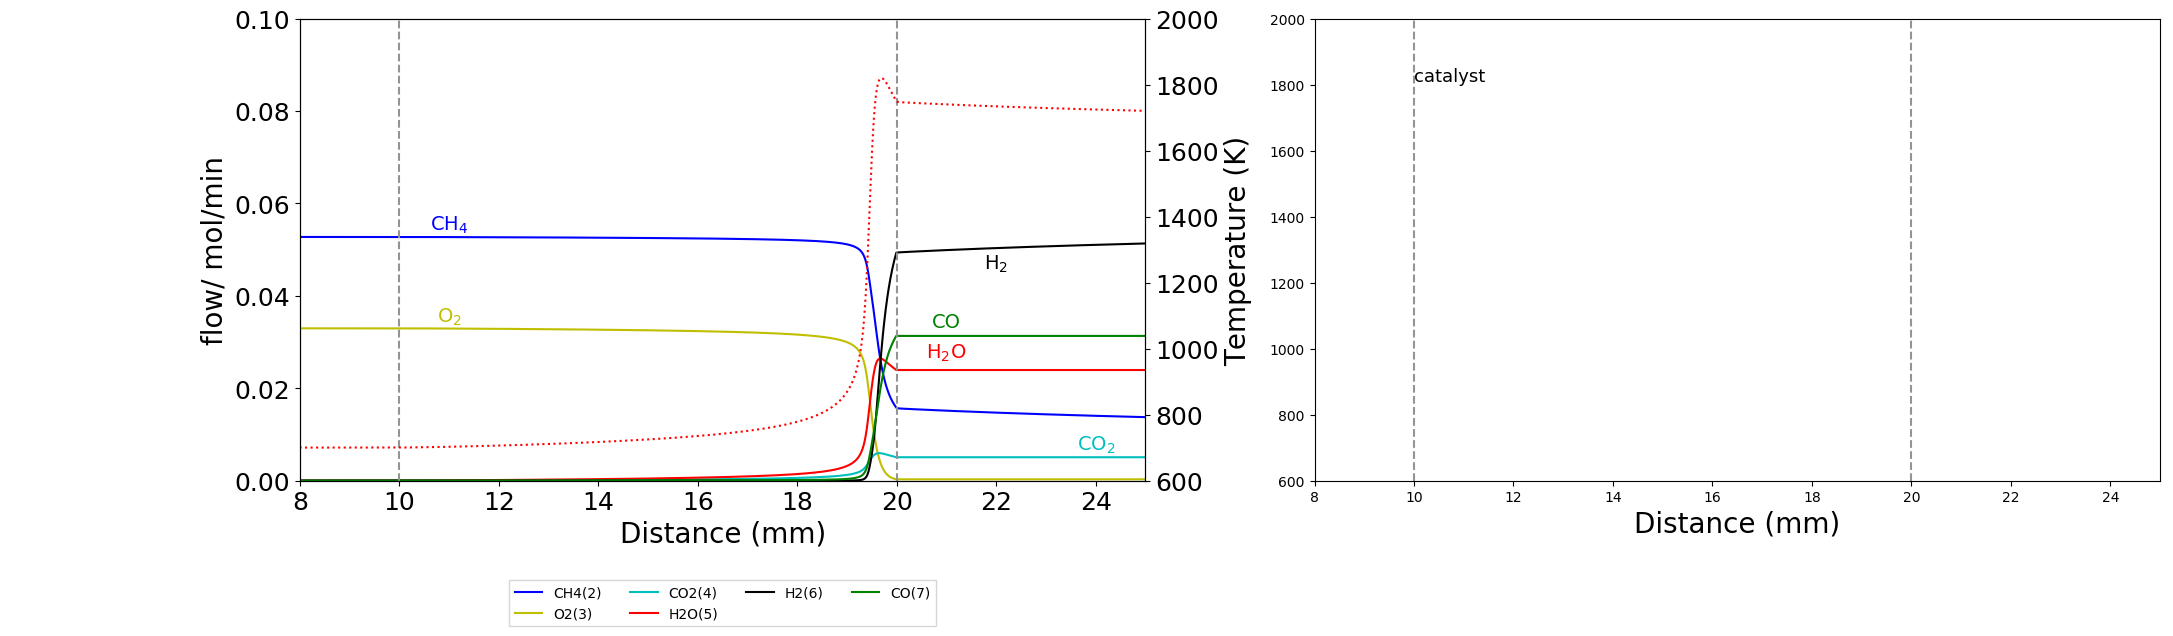 0.10
0.08
0.06
0.04
0.02
0.00
flow/ mol/min
CH4
O2
H2
CO
H2O
CO2
2000
1800
1600
1400
1200
1000
800
600
Temperature (K)
8 10 12 14 16 18 20 22 24
Distance (mm)
CH4(2) CO2(4) H2(6) CO(7)
O2(3) H2O(5)
2000
1800
1600
1400
1200
1000
800
600
catalyst
8 10 12 14 16 18 20 22 24
Distance (mm)